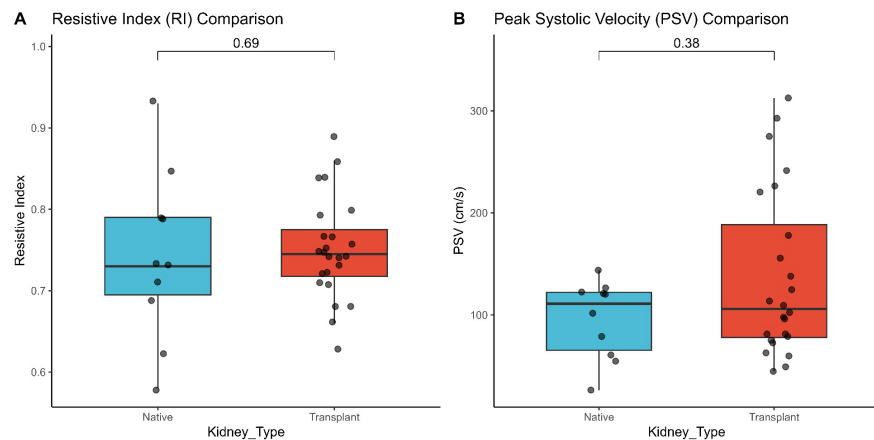 A Resistive Index (RI) Comparison
0.69
1.0
0.9
0.8
0.7
0.6
Resistive Index
Native
Transplant
Kidney_Type
B Peak Systolic Velocity (PSV) Comparison
0.38
300
200
100
PSV (cm/s)
Native
Transplant
Kidney_Type